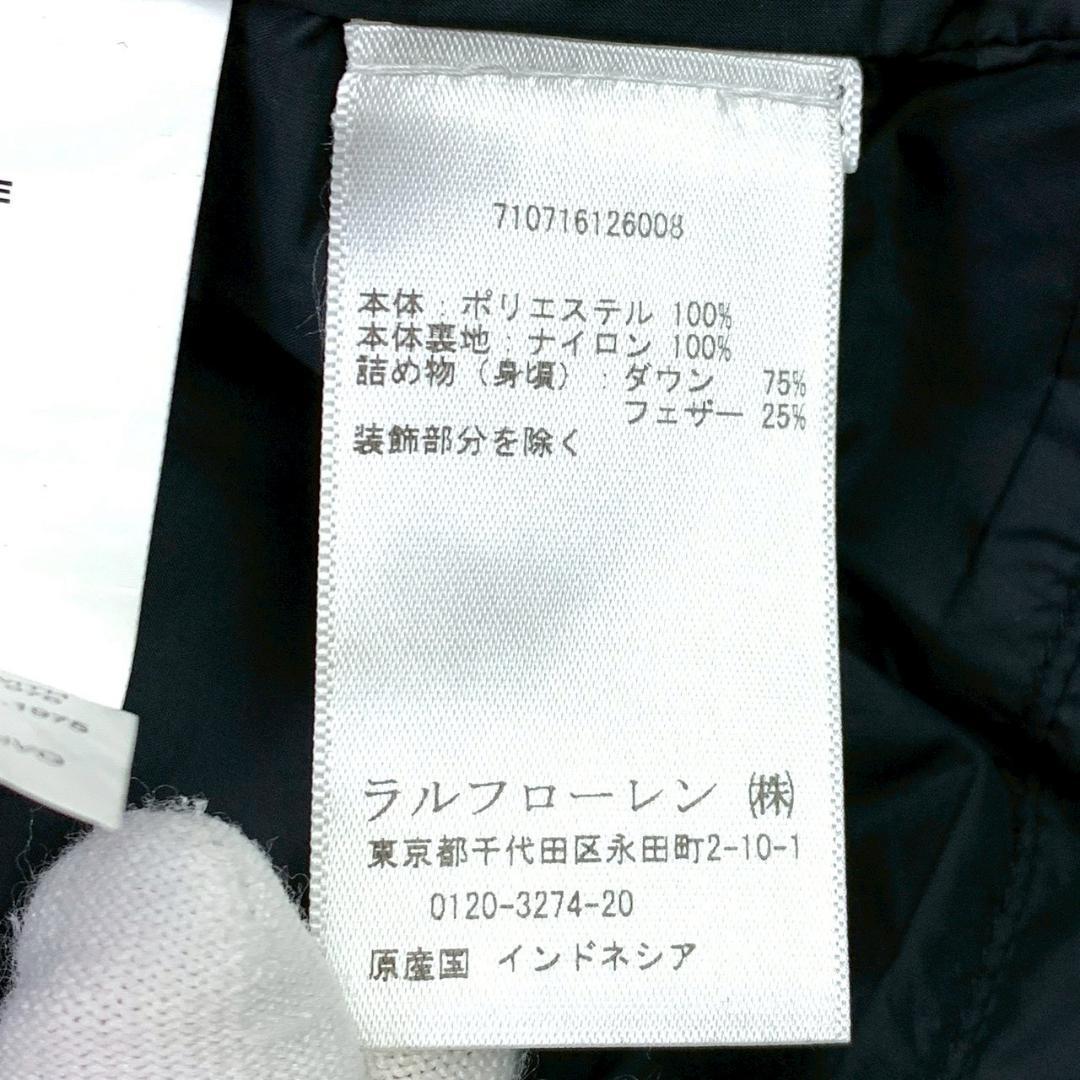 710716126008
本体：ポリエステル 100%
本体裏地：ナイロン 100%
詰め物（身頃）：ダウン 75%
フェザー 25%
装飾部分を除く
ラルフローレン ㈱
東京都千代田区永田町2-10-1
0120-3274-20
原産国 インドネシア
E
-1975